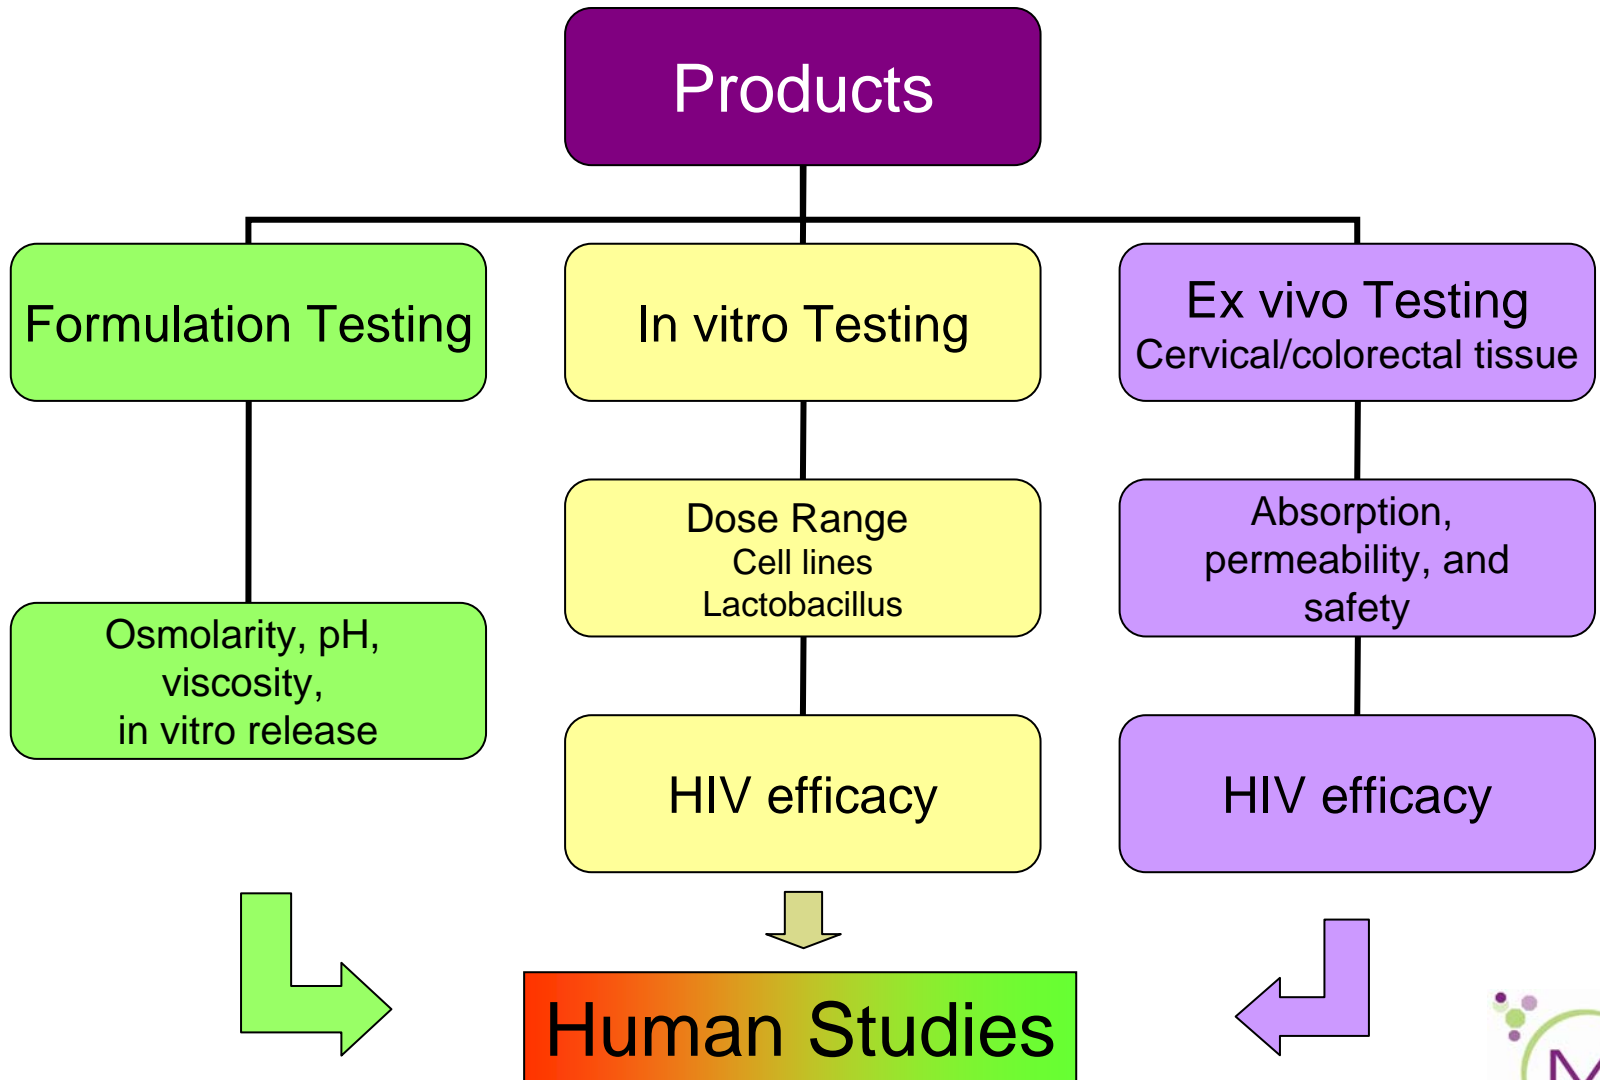 Products
Formulation Testing
In vitro Testing
Ex vivo Testing
Cervical/colorectal tissue
Dose Range
Cell lines
Lactobacillus
Absorption,
permeability, and
safety
Osmolarity, pH,
viscosity,
in vitro release
HIV efficacy
HIV efficacy
Human Studies